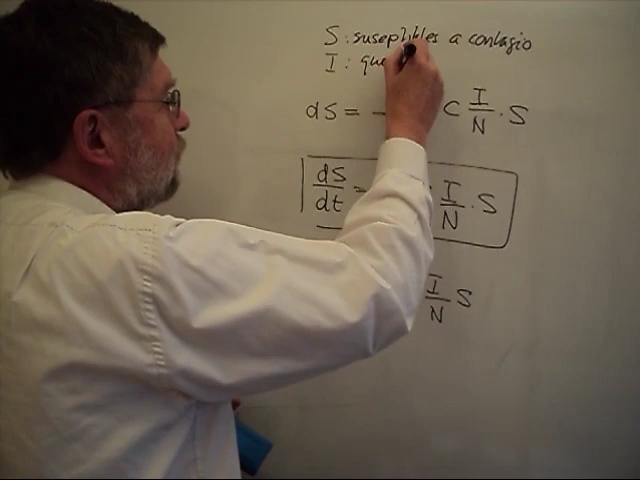 S : suseptibles a contagio
I : que
dS = - C I/N · S
dS/dt = I/N · S
I/N S